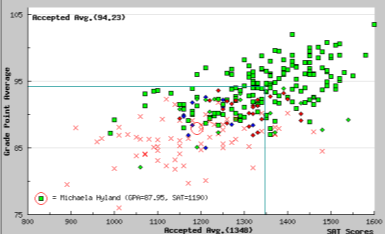 105
Accepted Avg.(94,23)
95
Grade Point Average
85
= Michaela Hyland (GPA=87.95, SAT=1190)
75
800 900 1000 1100 1200 1300 1400 1500 1600
Accepted Avg.(1348)
SAT Scores